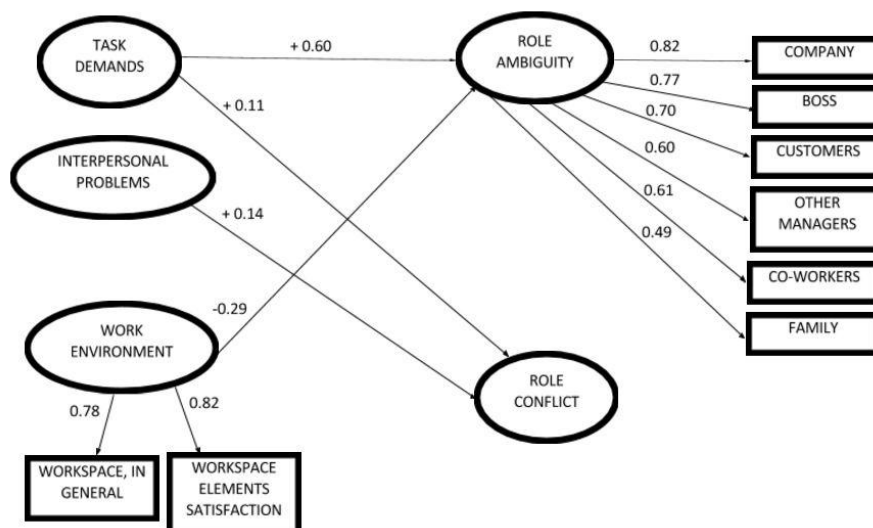 TASK
DEMANDS
+ 0.60
ROLE
AMBIGUITY
0.82
COMPANY
0.77
BOSS
+ 0.11
0.70
CUSTOMERS
INTERPERSONAL
PROBLEMS
0.60
+ 0.14
0.61
OTHER
MANAGERS
0.49
CO-WORKERS
-0.29
WORK
ENVIRONMENT
FAMILY
ROLE
CONFLICT
0.78
0.82
WORKSPACE, IN
GENERAL
WORKSPACE
ELEMENTS
SATISFACTION